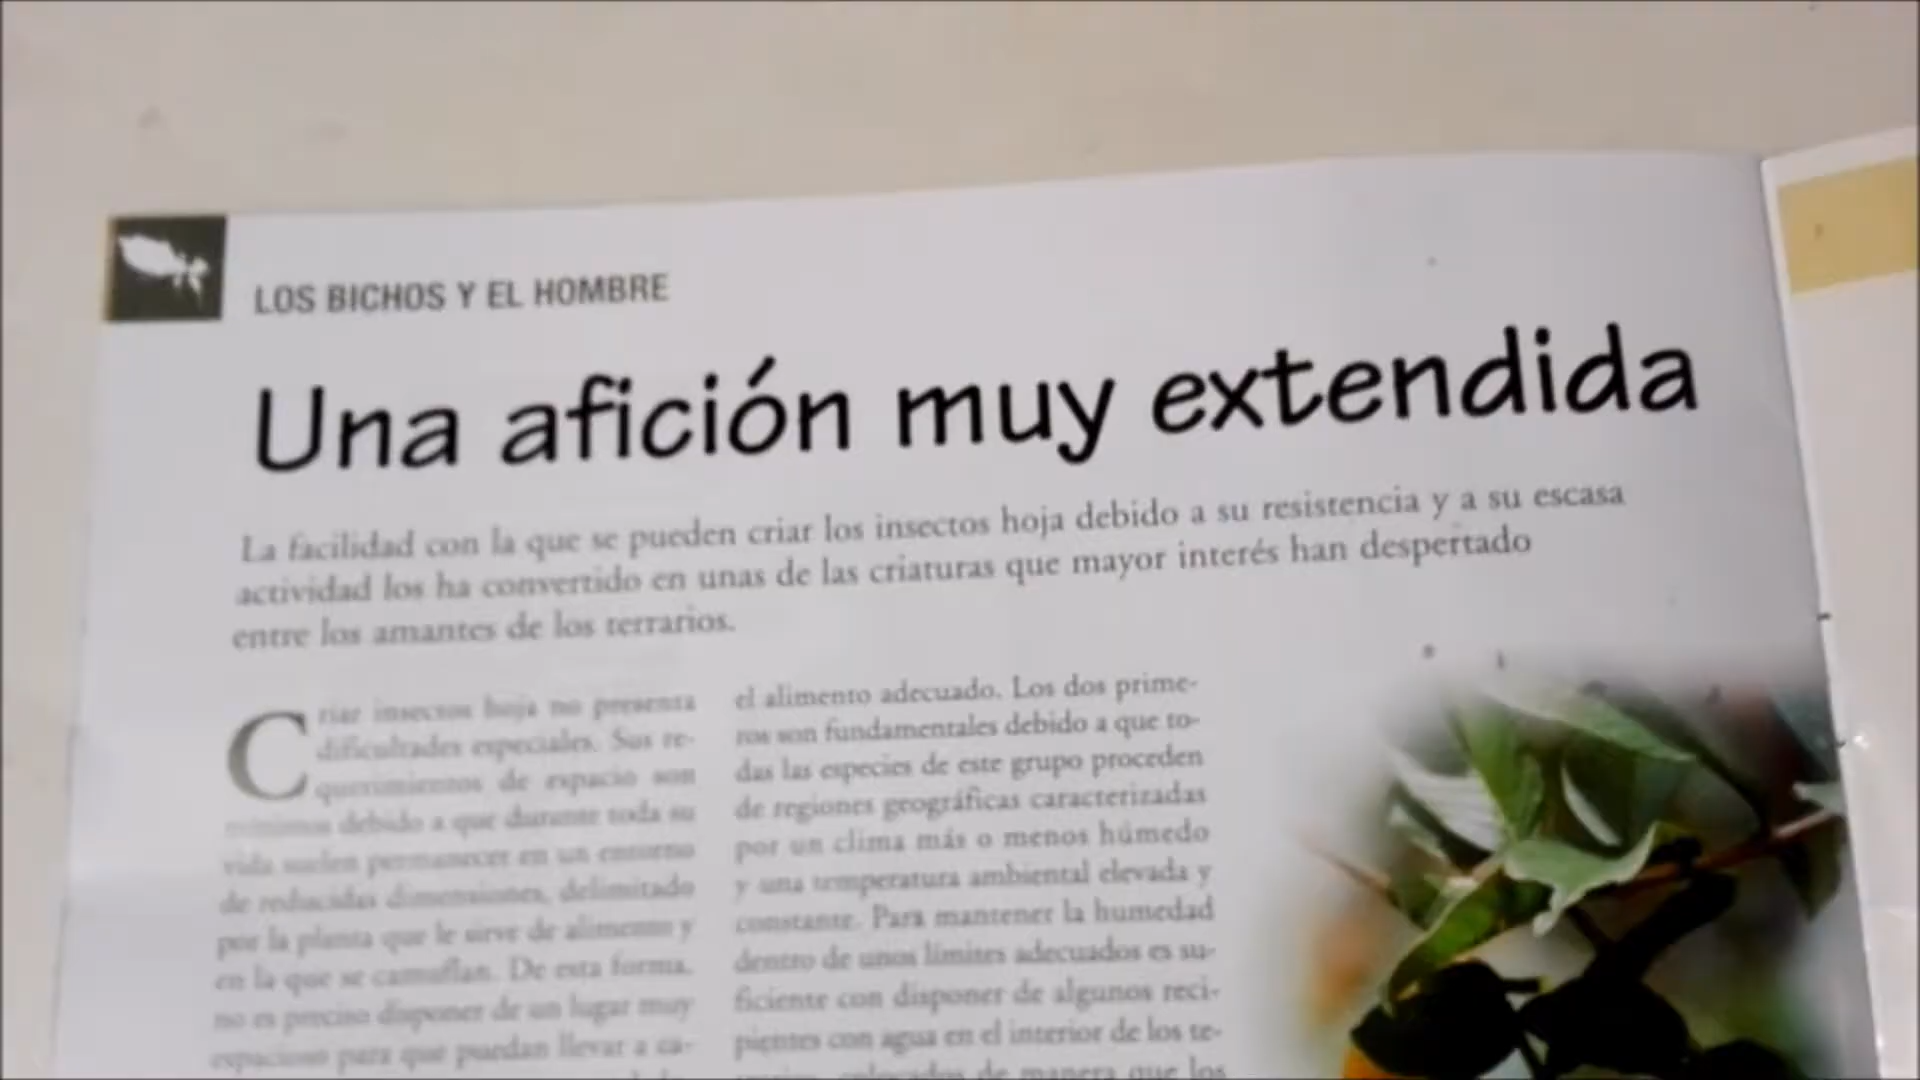 LOS BICHOS Y EL HOMBRE
Una afición muy extendida
La facilidad con la que se pueden criar los insectos hoja debido a su resistencia y a su escasa
actividad los ha convertido en unas de las criaturas que mayor interés han despertado
entre los amantes de los terrarios.
Criar insectos hoja no presenta
dificultades especiales. Sus re-
querimientos de espacio son
mínimos debido a que durante toda su
vida suelen permanecer en un entorno
de reducidas dimensiones, delimitado
por la planta que le sirve de alimento y
en la que se camuflan. De esta forma,
no es preciso disponer de un lugar muy
espacioso para que puedan llevar a ca-
el alimento adecuado. Los dos prime-
ros son fundamentales debido a que to-
das las especies de este grupo proceden
de regiones geográficas caracterizadas
por un clima más o menos húmedo
y una temperatura ambiental elevada y
constante. Para mantener la humedad
dentro de unos límites adecuados es su-
ficiente con disponer de algunos reci-
pientes con agua en el interior de los te-
colocados de manera que los